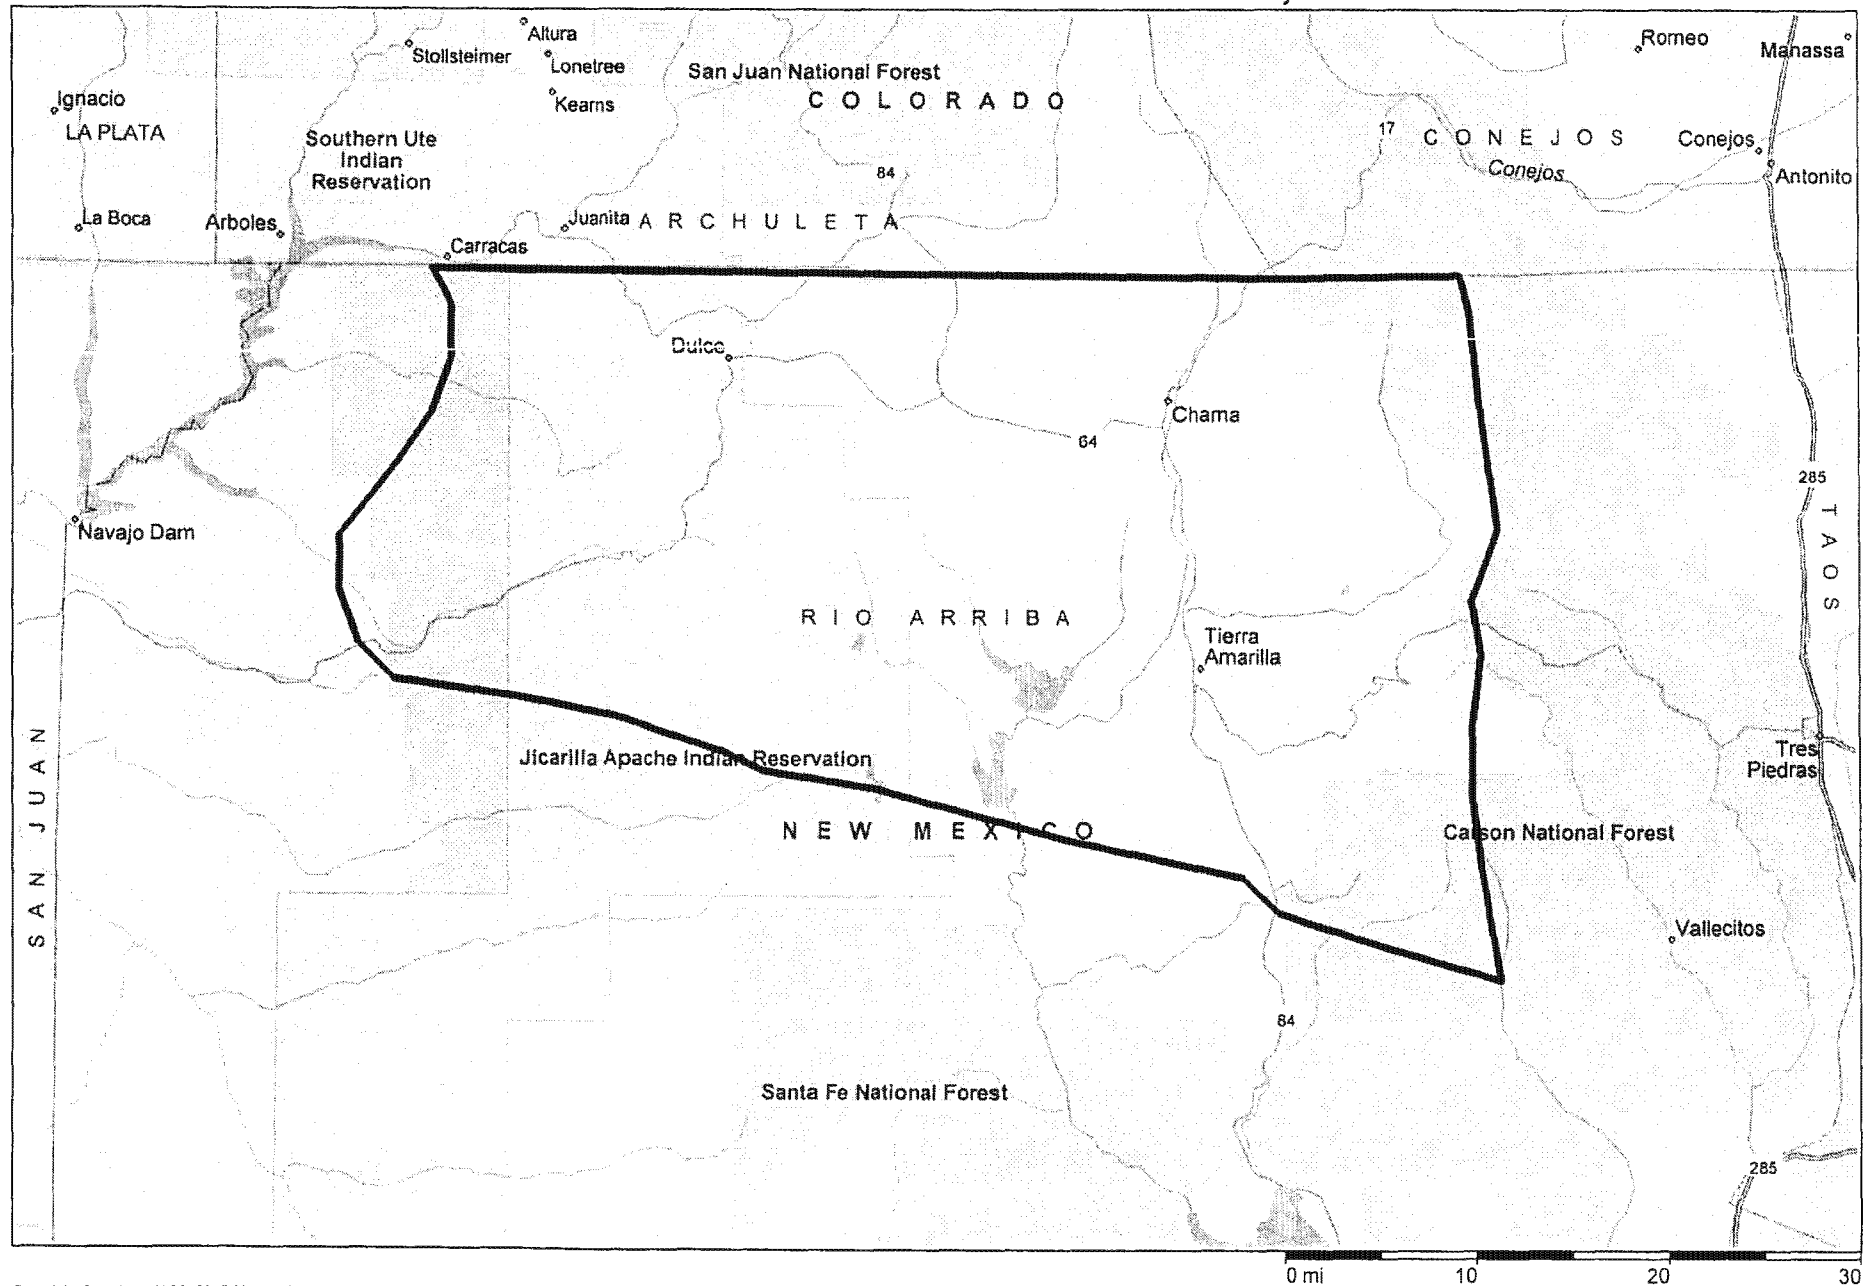 Altura
Stollsteimer
Lonetree
Kearns
San Juan National Forest
COLORADO
Romeo
Manassa
Ignacio
LA PLATA
Southern Ute
Indian
Reservation
17
CONEJOS
Conejos
Conejos
Antonito
84
La Boca
Arboles
Juanita
ARCHULETA
Carracas
Dulce
Chama
64
285
TAOS
Navajo Dam
RIO ARRIBA
Tierra
Amarilla
SAN JUAN
Jicarilla Apache Indian Reservation
Tres
Piedras
NEW MEXICO
Carson National Forest
Vallecitos
84
Santa Fe National Forest
285
0 mi
10
20
30